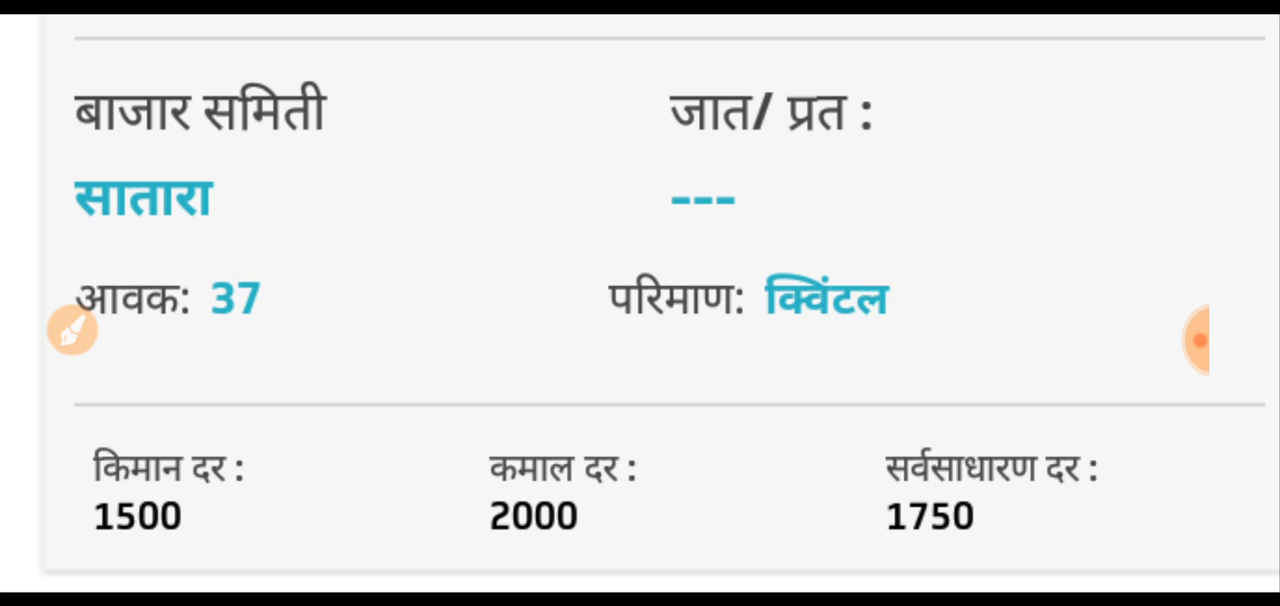 बाजार समिती जात/ प्रत :
सातारा ---
आवक: 37 परिमाण: क्विंटल
किमान दर : कमाल दर : सर्वसाधारण दर :
1500 2000 1750